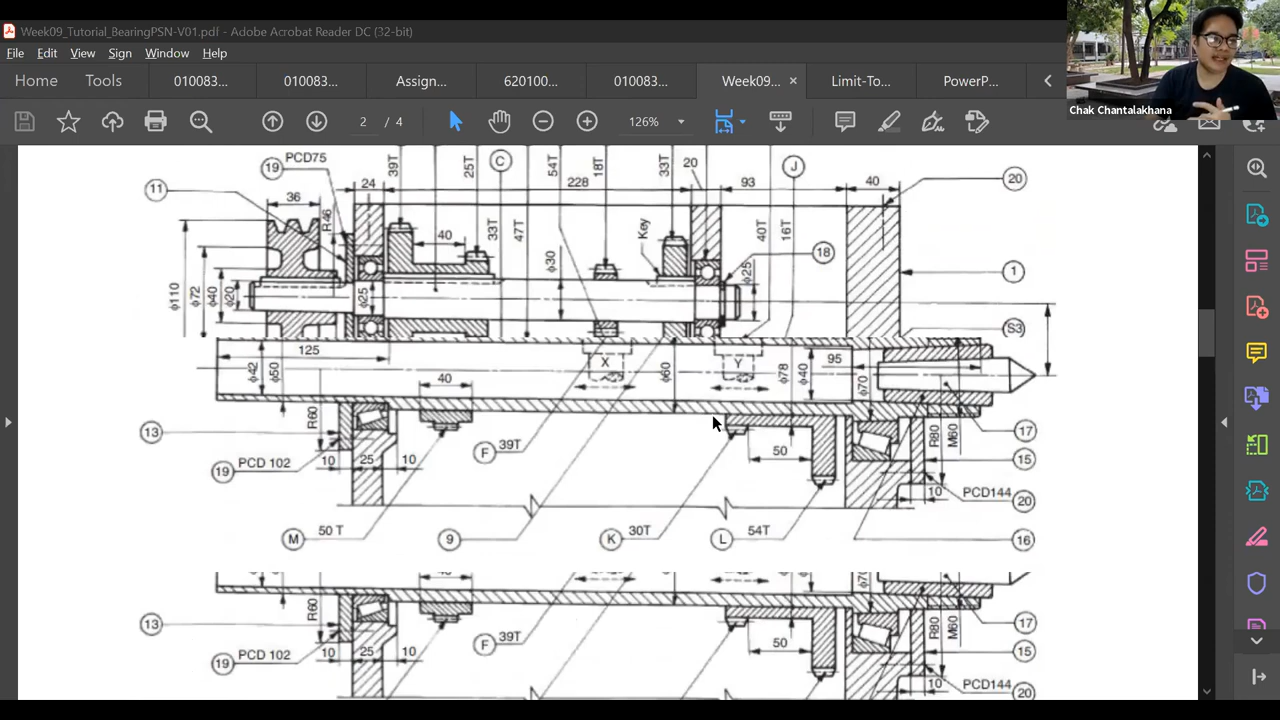 Week09_Tutorial_BearingPSN-V01.pdf - Adobe Acrobat Reader DC (32-bit)
File Edit View Sign Window Help
Home Tools 010083... 010083... Assign... 620100... 010083... Week09... × Limit-To... PowerP...
Chak Chantalakhana
2 / 4 126%
PCD75
19
39T
25T
C
54T
18T
33T
20
J
11
36
24
228
93
40
20
R46
40
33T
47T
Key
40T
16T
18
ϕ30
ϕ25
1
ϕ110
ϕ72
ϕ40
ϕ20
ϕ25
S3
125
X
Y
95
ϕ42
ϕ50
40
ϕ60
ϕ78
ϕ40
ϕ70
13
R60
F 39T
R80
M60
17
19 PCD 102
10 25 10
50
15
10
PCD144
20
M 50 T
9
K 30T
L 54T
16
ϕ70
13
R60
F 39T
R80
M60
17
19 PCD 102
10 25 10
50
15
10
PCD144
20